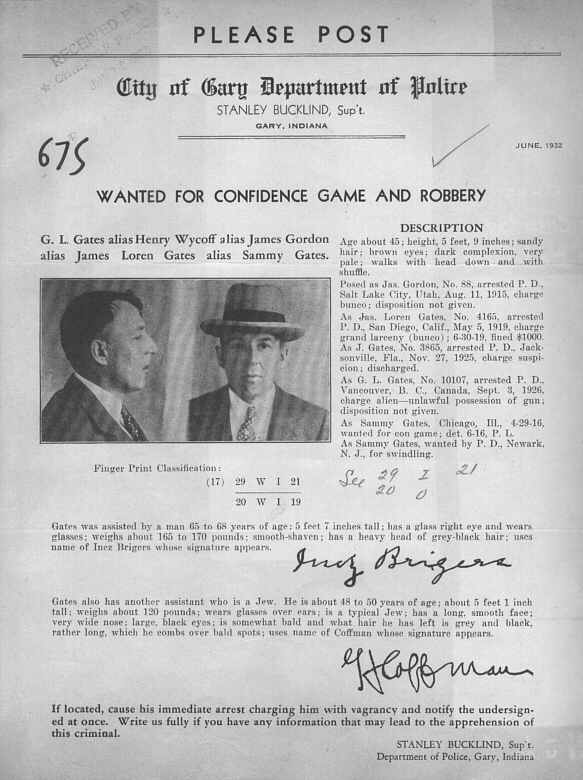 PLEASE POST
RECEIVED BY
City of Gary Department of Police
STANLEY BUCKLIND, Sup't.
GARY, INDIANA
675
JUNE, 1932
WANTED FOR CONFIDENCE GAME AND ROBBERY
G. L. Gates alias Henry Wycoff alias James Gordon
alias James Loren Gates alias Sammy Gates.
DESCRIPTION
Age about 45; height, 5 feet, 9 inches; sandy
hair; brown eyes; dark complexion, very
pale; walks with head down and with
shuffle.
Posed as Jas. Gordon, No. 88, arrested P. D.,
Salt Lake City, Utah, Aug. 11, 1915, charge
bunco; disposition not given.
As Jas. Loren Gates, No. 4165, arrested
P. D., San Diego, Calif., May 5, 1919, charge
grand larceny (bunco); 6-30-19, fined $1000.
As J. Gates, No. 3865, arrested P. D., Jack-
sonville, Fla., Nov. 27, 1925, charge suspi-
cion; discharged.
As G. L. Gates, No. 10107, arrested P. D.,
Vancouver, B. C., Canada, Sept. 3, 1926,
charge alien—unlawful possession of gun;
disposition not given.
As Sammy Gates, Chicago, Ill., 4-29-16,
wanted for con game; det. 6-16, P. L.
As Sammy Gates, wanted by P. D., Newark,
N. J., for swindling.
Finger Print Classification:
(17) 29 W I 21
20 W I 19
See 29 I 21
20 O
Gates was assisted by a man 65 to 68 years of age; 5 feet 7 inches tall; has a glass right eye and wears
glasses; weighs about 165 to 170 pounds; smooth-shaven; has a heavy head of grey-black hair; uses
name of Inez Brigers whose signature appears.
Inez Brigers
Gates also has another assistant who is a Jew. He is about 48 to 50 years of age; about 5 feet 1 inch
tall; weighs about 120 pounds; wears glasses over ears; is a typical Jew; has a long, smooth face;
very wide nose; large, black eyes; is somewhat bald and what hair he has left is grey and black,
rather long, which he combs over bald spots; uses name of Coffman whose signature appears.
Coffman
If located, cause his immediate arrest charging him with vagrancy and notify the undersign-
ed at once. Write us fully if you have any information that may lead to the apprehension of
this criminal.
STANLEY BUCKLIND, Sup't.
Department of Police, Gary, Indiana